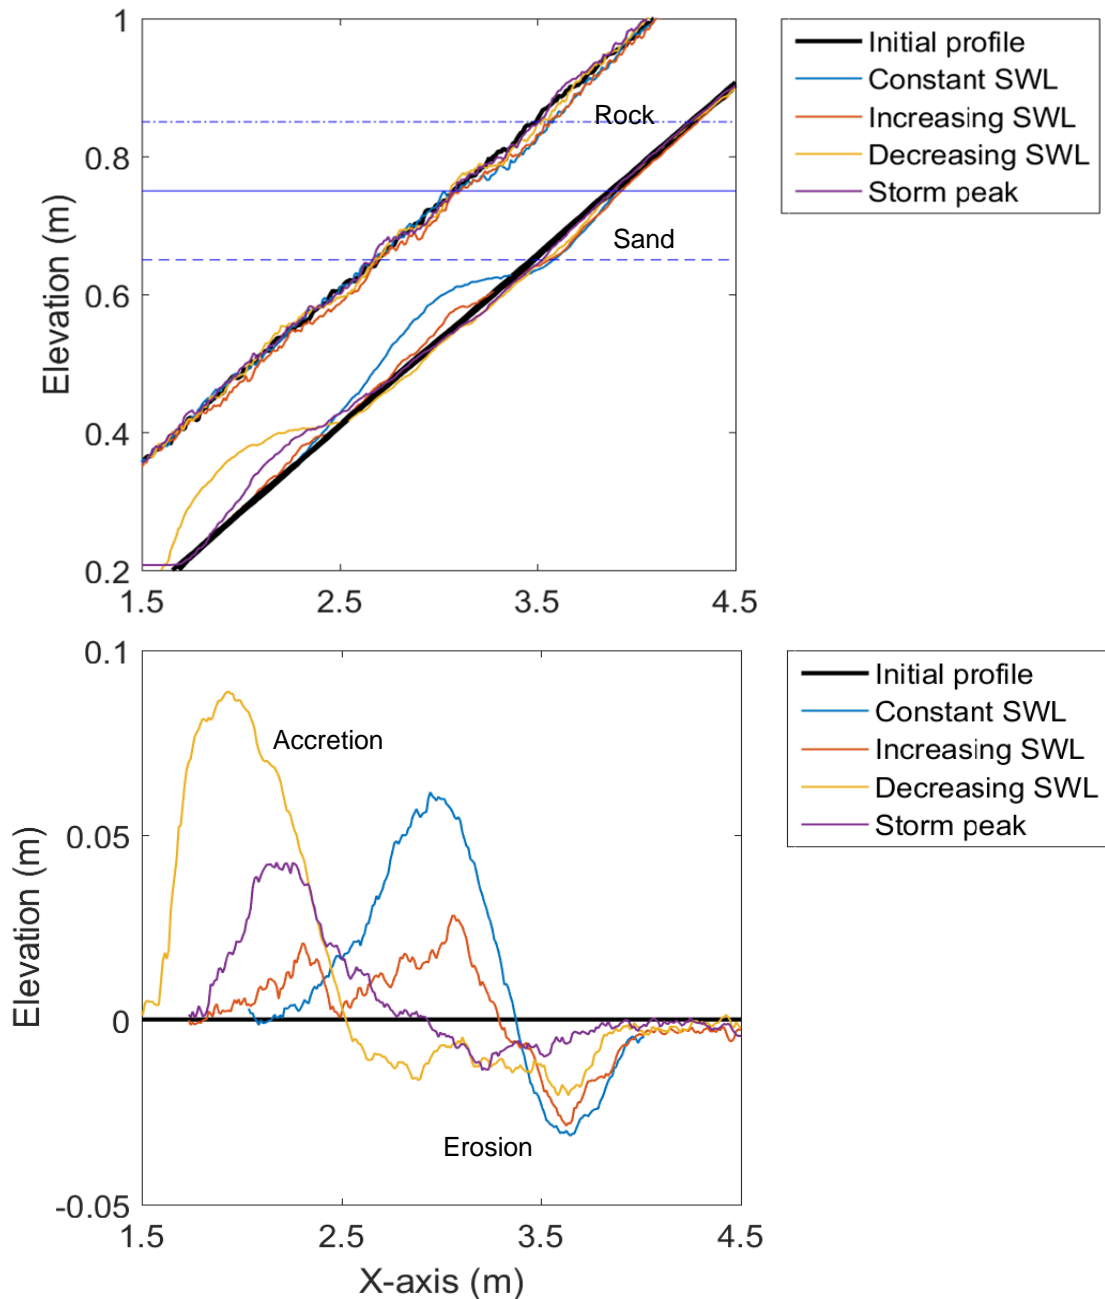 1
0.8
0.6
0.4
0.2
Elevation (m)
1.5
2.5
3.5
4.5
Rock
Sand
Initial profile
Constant SWL
Increasing SWL
Decreasing SWL
Storm peak
0.1
0.05
0
-0.05
Elevation (m)
1.5
2.5
3.5
4.5
X-axis (m)
Accretion
Erosion
Initial profile
Constant SWL
Increasing SWL
Decreasing SWL
Storm peak